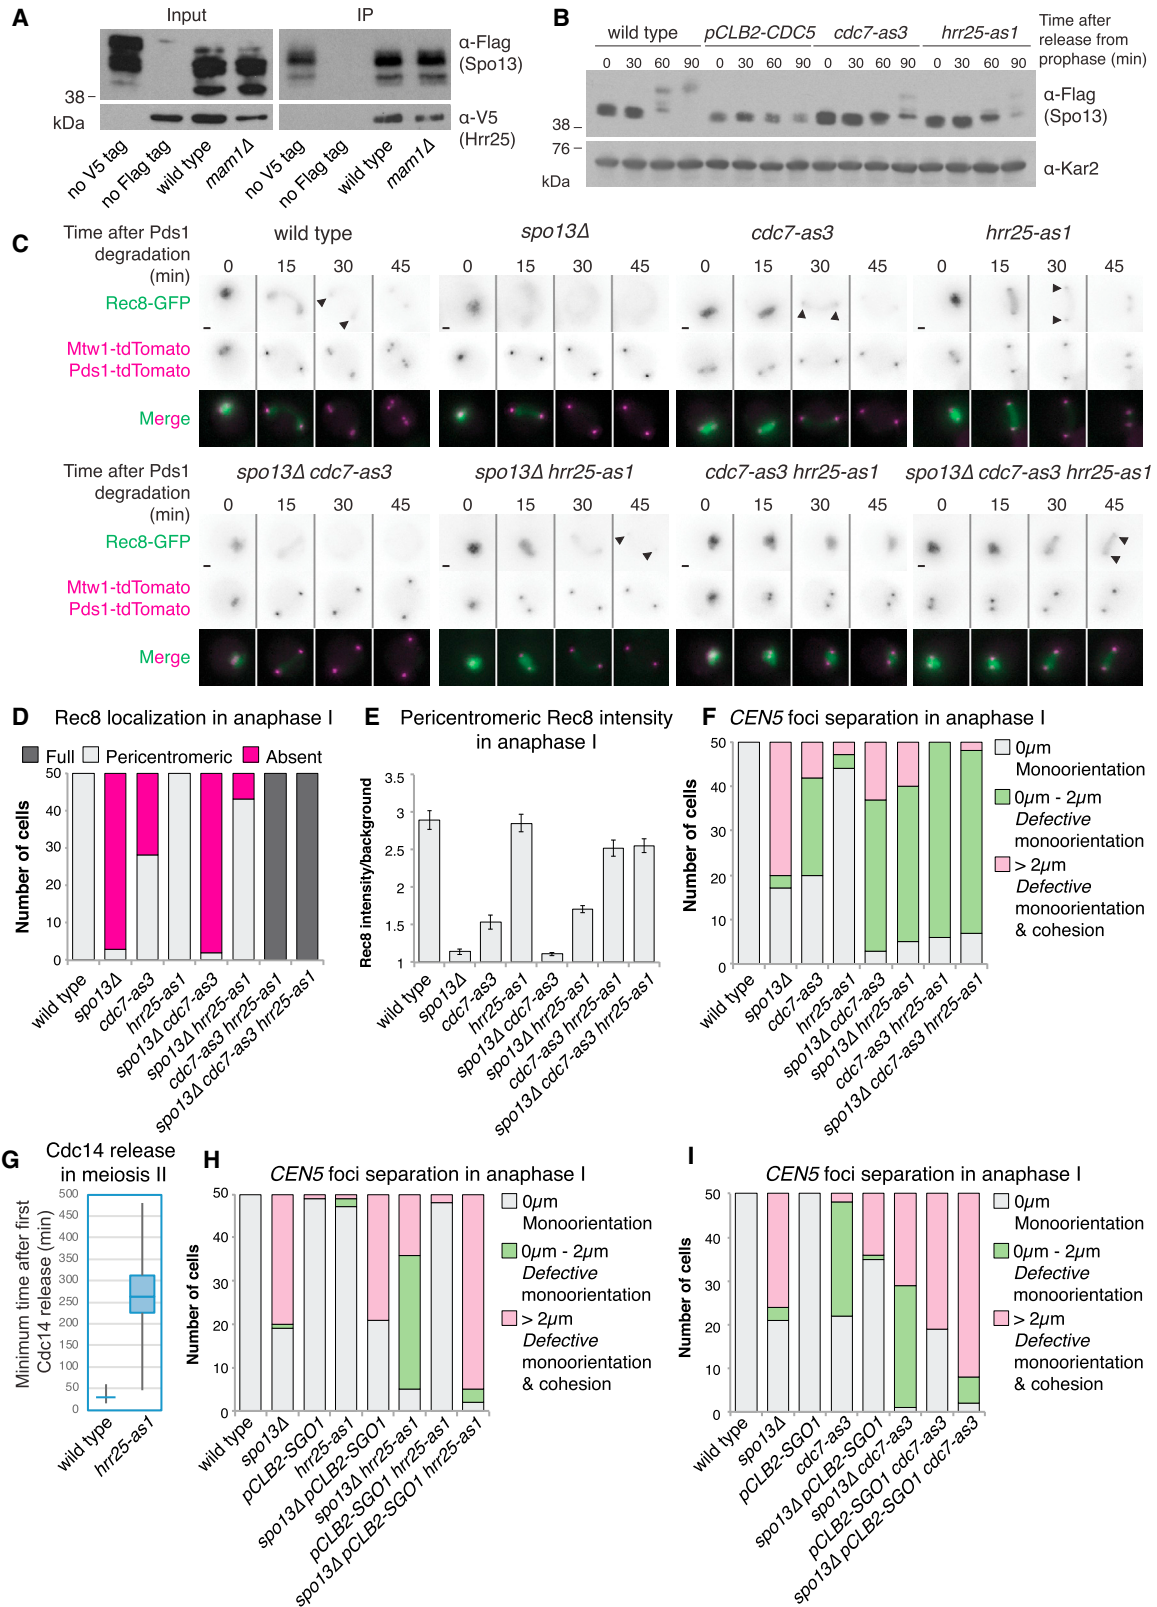 A
Input
IP
α-Flag
(Spo13)
38
kDa
α-V5
(Hrr25)
no V5 tag
no Flag tag
wild type
mam1Δ
no V5 tag
no Flag tag
wild type
mam1Δ
B
wild type
pCLB2-CDC5
cdc7-as3
hrr25-as1
Time after
release from
prophase (min)
0 30 60 90 0 30 60 90 0 30 60 90 0 30 60 90
α-Flag
(Spo13)
38
76
kDa
α-Kar2
C
Time after Pds1
degradation
(min)
wild type
spo13Δ
cdc7-as3
hrr25-as1
0 15 30 45 0 15 30 45 0 15 30 45 0 15 30 45
Rec8-GFP
Mtw1-tdTomato
Pds1-tdTomato
Merge
Time after Pds1
degradation
(min)
spo13Δ cdc7-as3
spo13Δ hrr25-as1
cdc7-as3 hrr25-as1
spo13Δ cdc7-as3 hrr25-as1
0 15 30 45 0 15 30 45 0 15 30 45 0 15 30 45
Rec8-GFP
Mtw1-tdTomato
Pds1-tdTomato
Merge
D
Rec8 localization in anaphase I
Full
Pericentromeric
Absent
Number of cells
50
40
30
20
10
0
wild type
spo13Δ
cdc7-as3
hrr25-as1
spo13Δ cdc7-as3
spo13Δ hrr25-as1
cdc7-as3 hrr25-as1
spo13Δ cdc7-as3 hrr25-as1
E
Pericentromeric Rec8 intensity
in anaphase I
Rec8 intensity/background
3.5
3
2.5
2
1.5
1
wild type
spo13Δ
cdc7-as3
hrr25-as1
spo13Δ cdc7-as3
spo13Δ hrr25-as1
cdc7-as3 hrr25-as1
spo13Δ cdc7-as3 hrr25-as1
F
CEN5 foci separation in anaphase I
Number of cells
50
40
30
20
10
0
wild type
spo13Δ
cdc7-as3
hrr25-as1
spo13Δ cdc7-as3
spo13Δ hrr25-as1
cdc7-as3 hrr25-as1
spo13Δ cdc7-as3 hrr25-as1
0μm
Monoorientation
0μm - 2μm
Defective
monoorientation
> 2μm
Defective
monoorientation
& cohesion
G
Cdc14 release
in meiosis II
Minimum time after first
Cdc14 release (min)
500
450
400
350
300
250
200
150
100
50
0
wild type
hrr25-as1
H
CEN5 foci separation in anaphase I
Number of cells
50
40
30
20
10
0
wild type
spo13Δ
pCLB2-SGO1
hrr25-as1
spo13Δ pCLB2-SGO1
spo13Δ hrr25-as1
pCLB2-SGO1 hrr25-as1
spo13Δ pCLB2-SGO1 hrr25-as1
0μm
Monoorientation
0μm - 2μm
Defective
monoorientation
> 2μm
Defective
monoorientation
& cohesion
I
CEN5 foci separation in anaphase I
Number of cells
50
40
30
20
10
0
wild type
spo13Δ
pCLB2-SGO1
cdc7-as3
spo13Δ pCLB2-SGO1
spo13Δ cdc7-as3
pCLB2-SGO1 cdc7-as3
spo13Δ pCLB2-SGO1 cdc7-as3
0μm
Monoorientation
0μm - 2μm
Defective
monoorientation
> 2μm
Defective
monoorientation
& cohesion